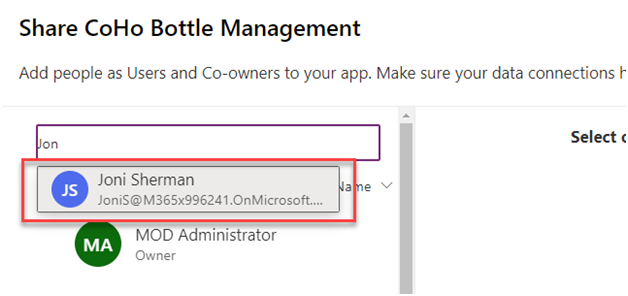 Share CoHo Bottle Management
Add people as Users and Co-owners to your app. Make sure your data connections h
Jon
Select
JS
Joni Sherman
Name
JoniS@M365x996241.OnMicrosoft....
MA
MOD Administrator
Owner